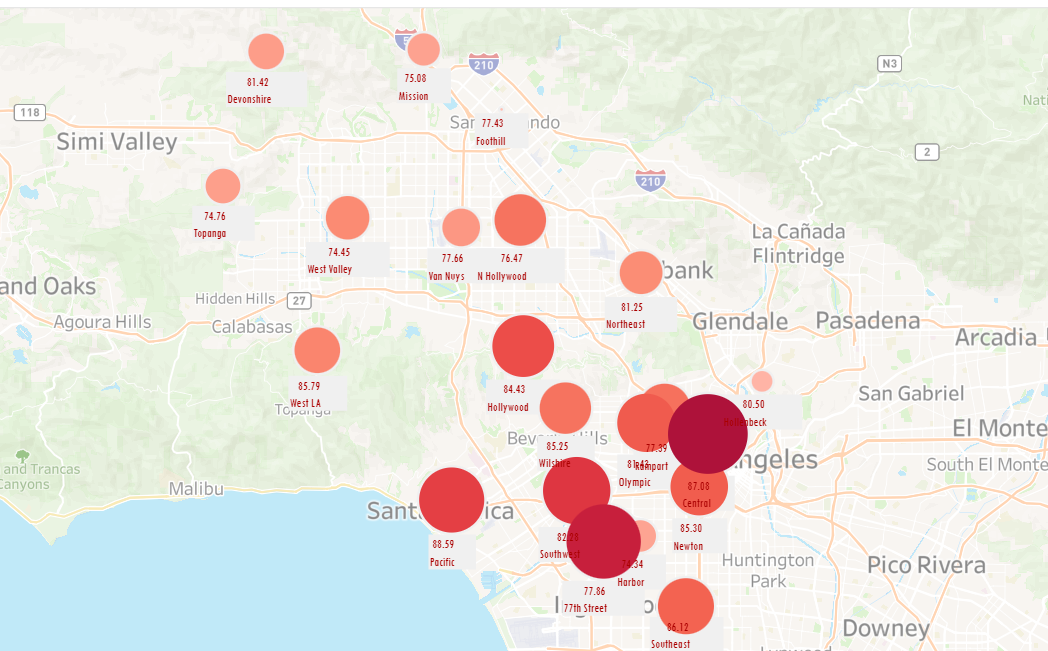 5
210
N3
81.42
Devonshire
75.08
Mission
118
77.43
Foothill
Simi Valley
2
210
74.76
Topanga
74.45
West Valley
77.66
Van Nuys
76.47
N Hollywood
La Cañada
Flintridge
and Oaks
Hidden Hills
27
81.25
Northeast
Agoura Hills
Calabasas
Glendale
Pasadena
Arcadia
85.79
West LA
Topanga
84.43
Hollywood
80.50
San Gabriel
El Monte
85.25
Wilshire
77.39
Rampart
Olympic
ngeles
South El Monte
and Trancas
Canyons
Malibu
87.08
Central
88.59
Pacific
82.28
Southwest
85.30
Newton
Harbor
77.86
77th Street
Huntington
Park
Pico Rivera
86.12
Southeast
Downey